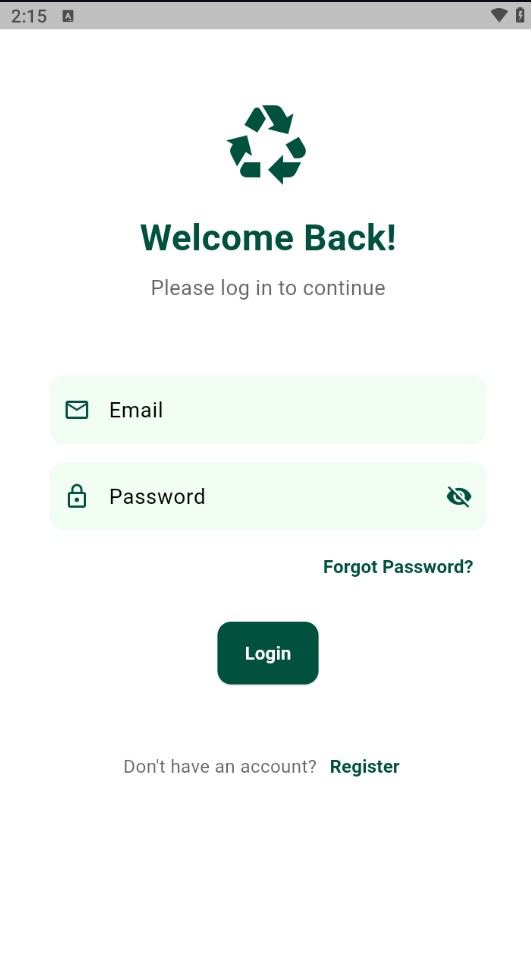 2:15
Welcome Back!
Please log in to continue
Email
Password
Forgot Password?
Login
Don't have an account? Register